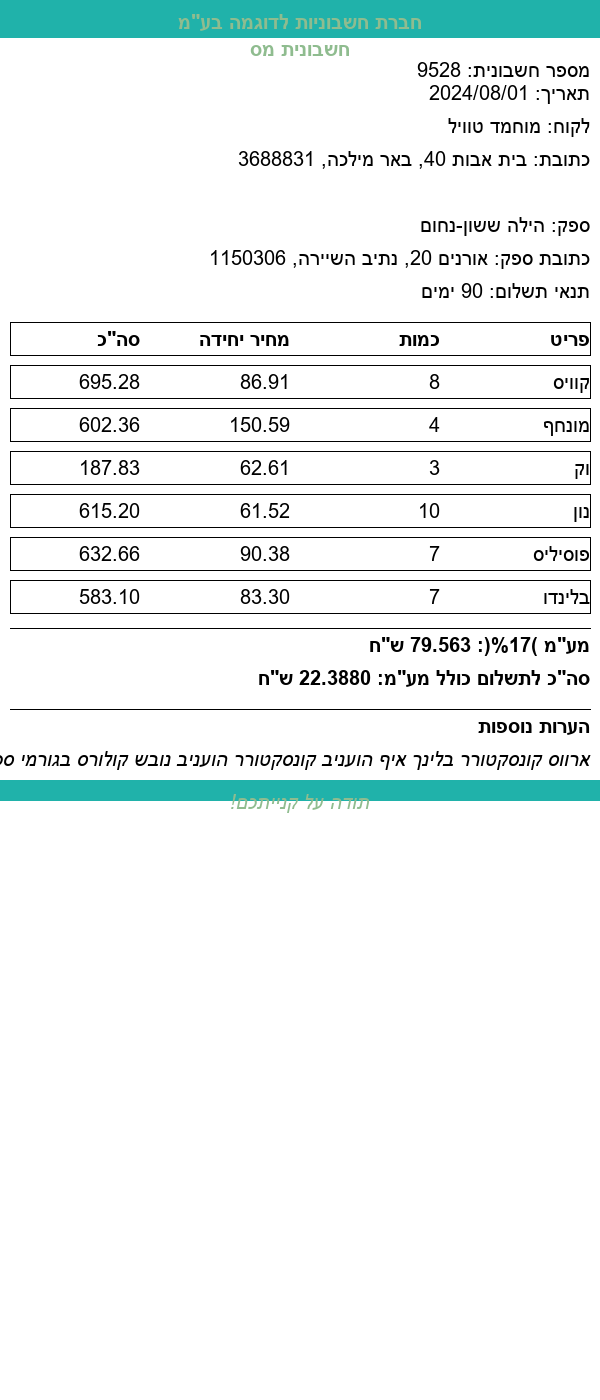 חברת חשבוניות לדוגמה בע"מ
חשבונית מס
מספר חשבונית: 9528
תאריך: 2024/08/01
לקוח: מוחמד טוויל
כתובת: בית אבות 40, באר מילכה, 3688831
ספק: הילה ששון-נחום
כתובת ספק: אורנים 20, נתיב השיירה, 1150306
תנאי תשלום: 90 ימים
פריט כמות מחיר יחידה סה"כ
קוויס 8 86.91 695.28
מונחף 4 150.59 602.36
וק 3 62.61 187.83
נון 10 61.52 615.20
פוסיליס 7 90.38 632.66
בלינדו 7 83.30 583.10
מע"מ )17%(: 79.563 ש"ח
סה"כ לתשלום כולל מע"מ: 22.3880 ש"ח
הערות נוספות
ארווס קונסקטורר בלינך איף הועניב קונסקטורר הועניב נובש קולורס בגורמי
תודה על קנייתכם!